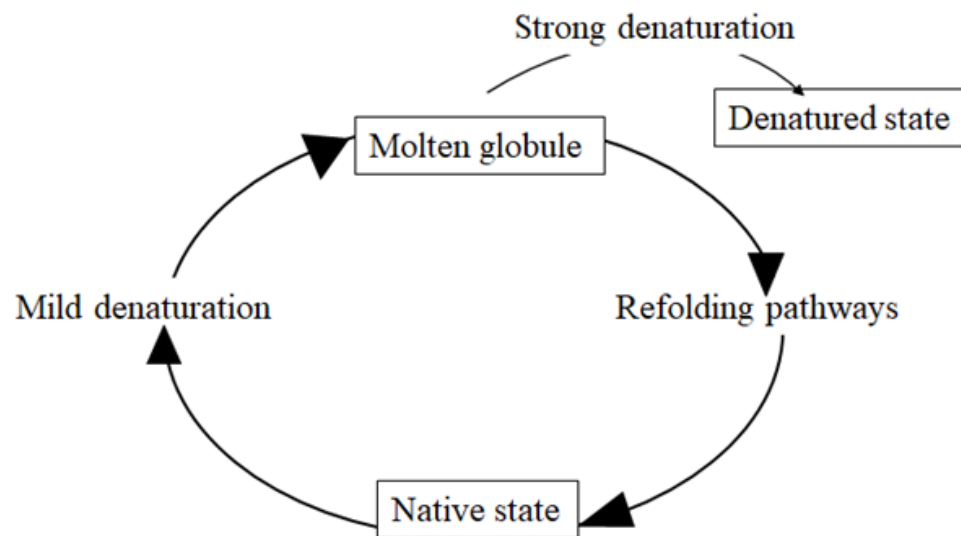 Strong denaturation
Denatured state
Molten globule
Mild denaturation
Refolding pathways
Native state